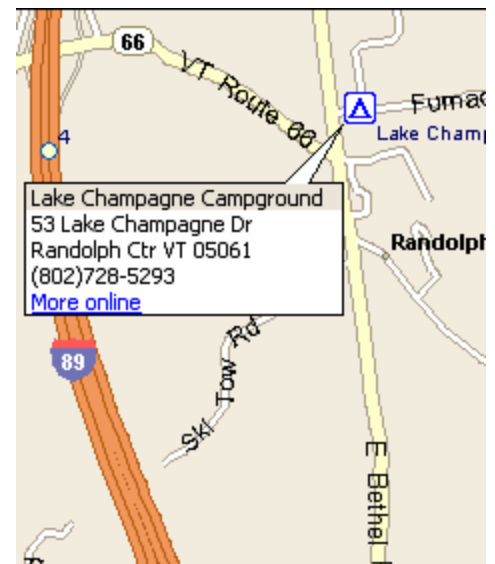 66
VT Route 66
Furnac
Lake Champ
4
Lake Champagne Campground
53 Lake Champagne Dr
Randolph Ctr VT 05061
(802)728-5293
More online
Randolph
Ski Tow Rd
89
E Bethel